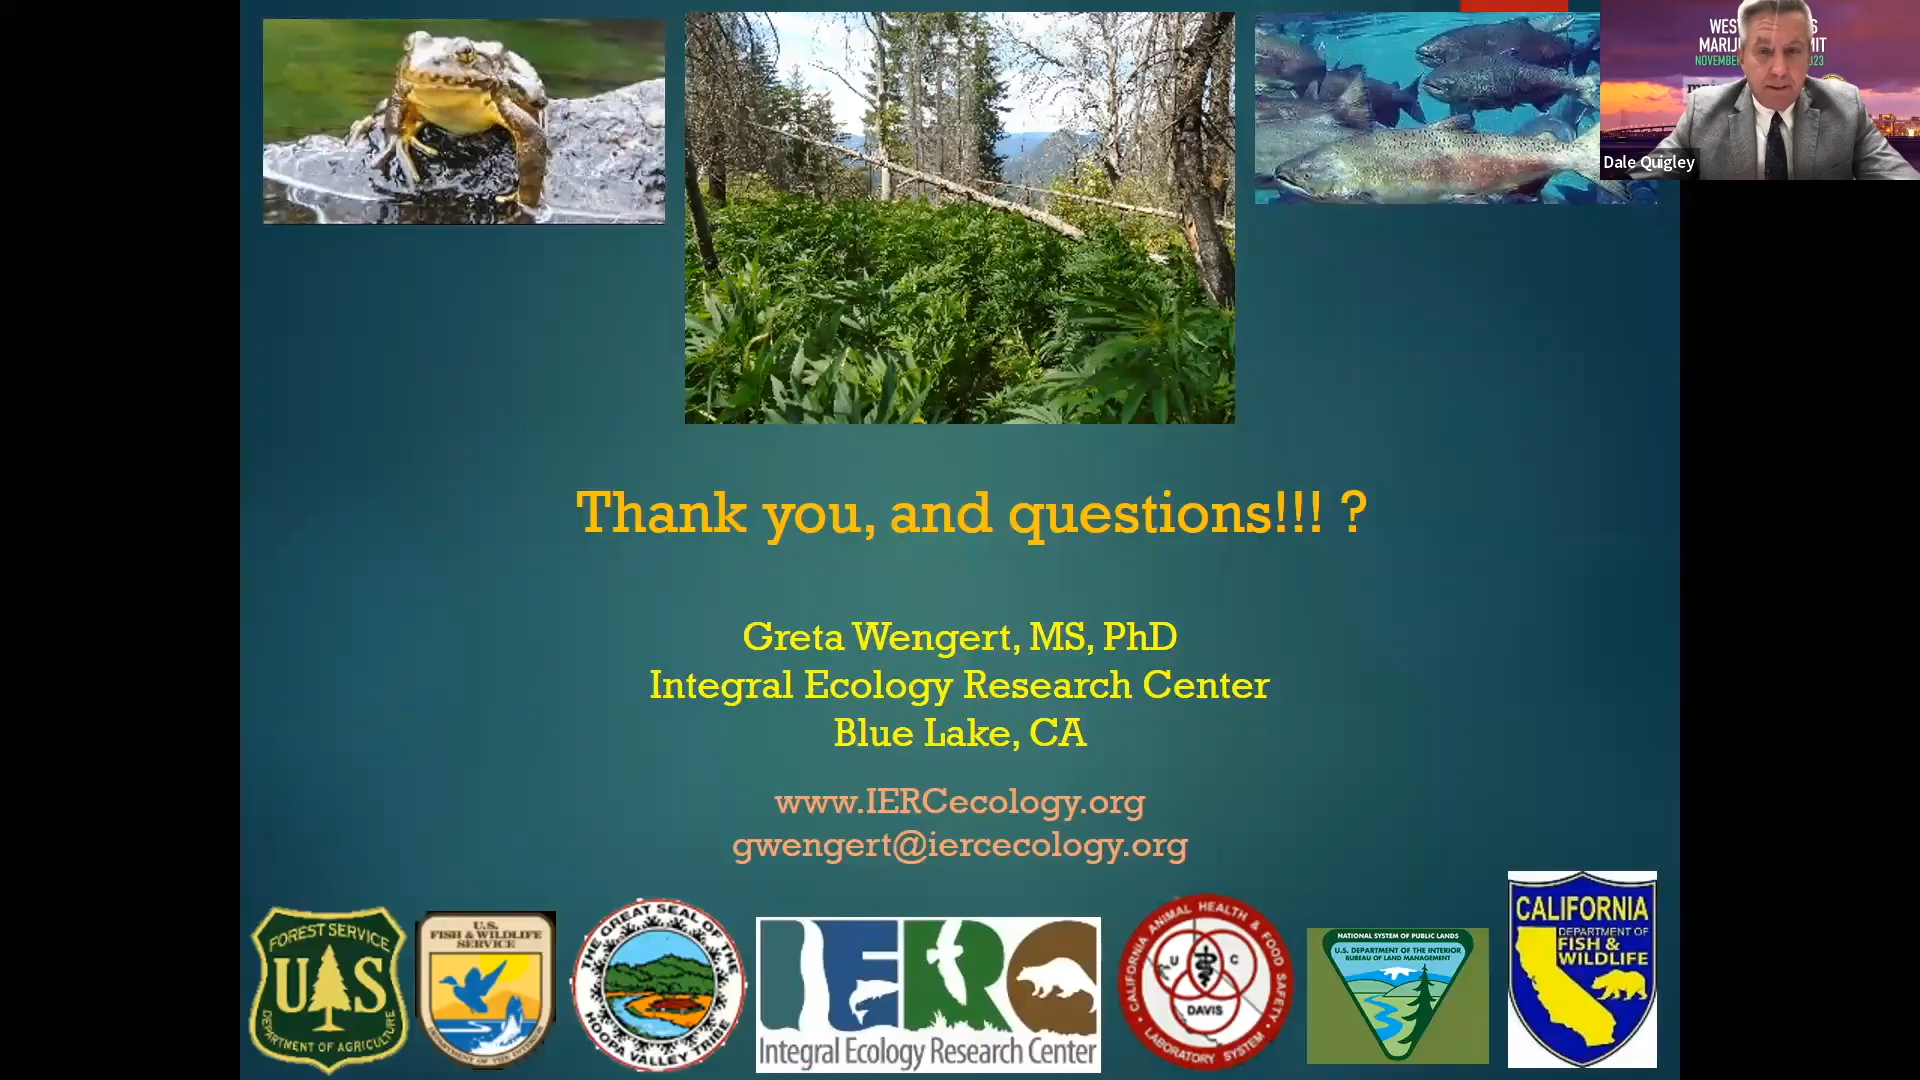 Dale Quigley
Thank you, and questions!!! ?
Greta Wengert, MS, PhD
Integral Ecology Research Center
Blue Lake, CA
www.IERCecology.org
gwengert@iercecology.org
FOREST SERVICE
UAS
DEPARTMENT OF AGRICULTURE
U.S.
FISH & WILDLIFE
SERVICE
DEPARTMENT OF THE INTERIOR
THE GREAT SEAL OF THE
HOOPA VALLEY TRIBE
IERC
Integral Ecology Research Center
CALIFORNIA ANIMAL HEALTH & FOOD SAFETY
LABORATORY SYSTEM
U C
DAVIS
NATIONAL SYSTEM OF PUBLIC LANDS
U.S. DEPARTMENT OF THE INTERIOR
BUREAU OF LAND MANAGEMENT
CALIFORNIA
DEPARTMENT OF
FISH &
WILDLIFE